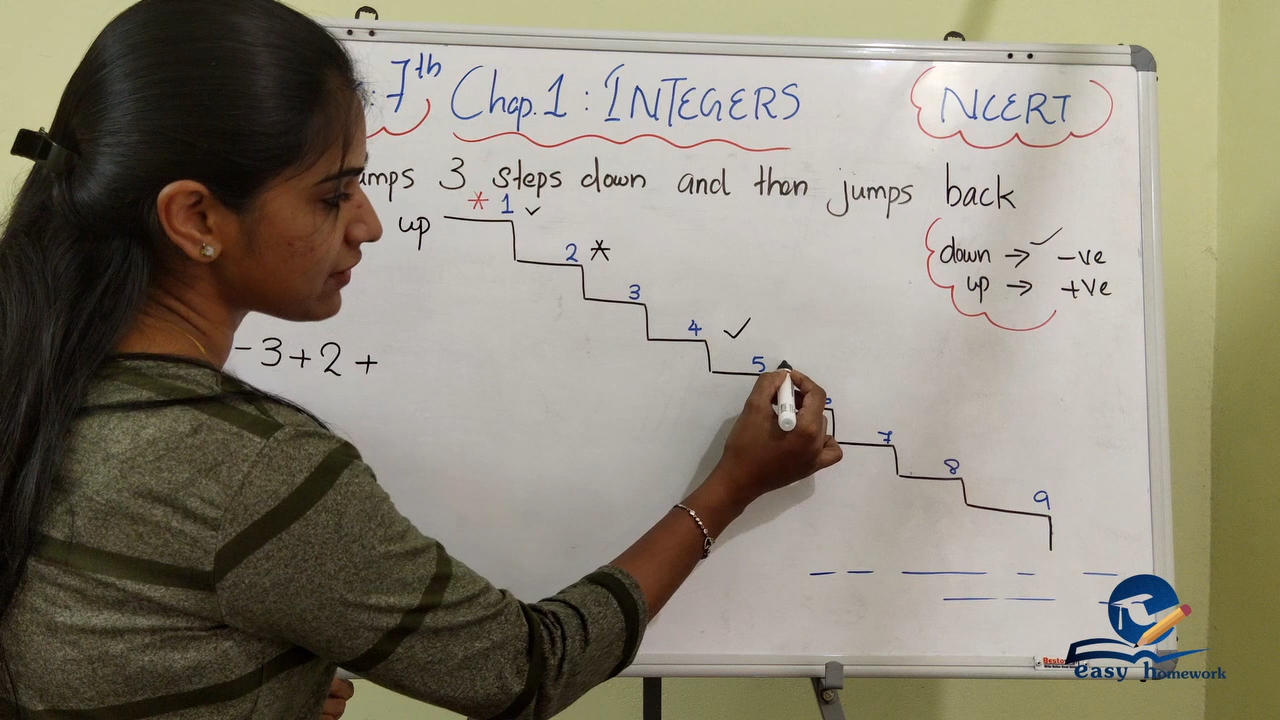 : 7th Chap.1 : INTEGERS
NCERT
umps 3 steps down and then jumps back
up
* 1 ✓
2 *
3
4 ✓
5
7
8
9
down → ✓ -ve
up → +ve
-3+2+
easy homework